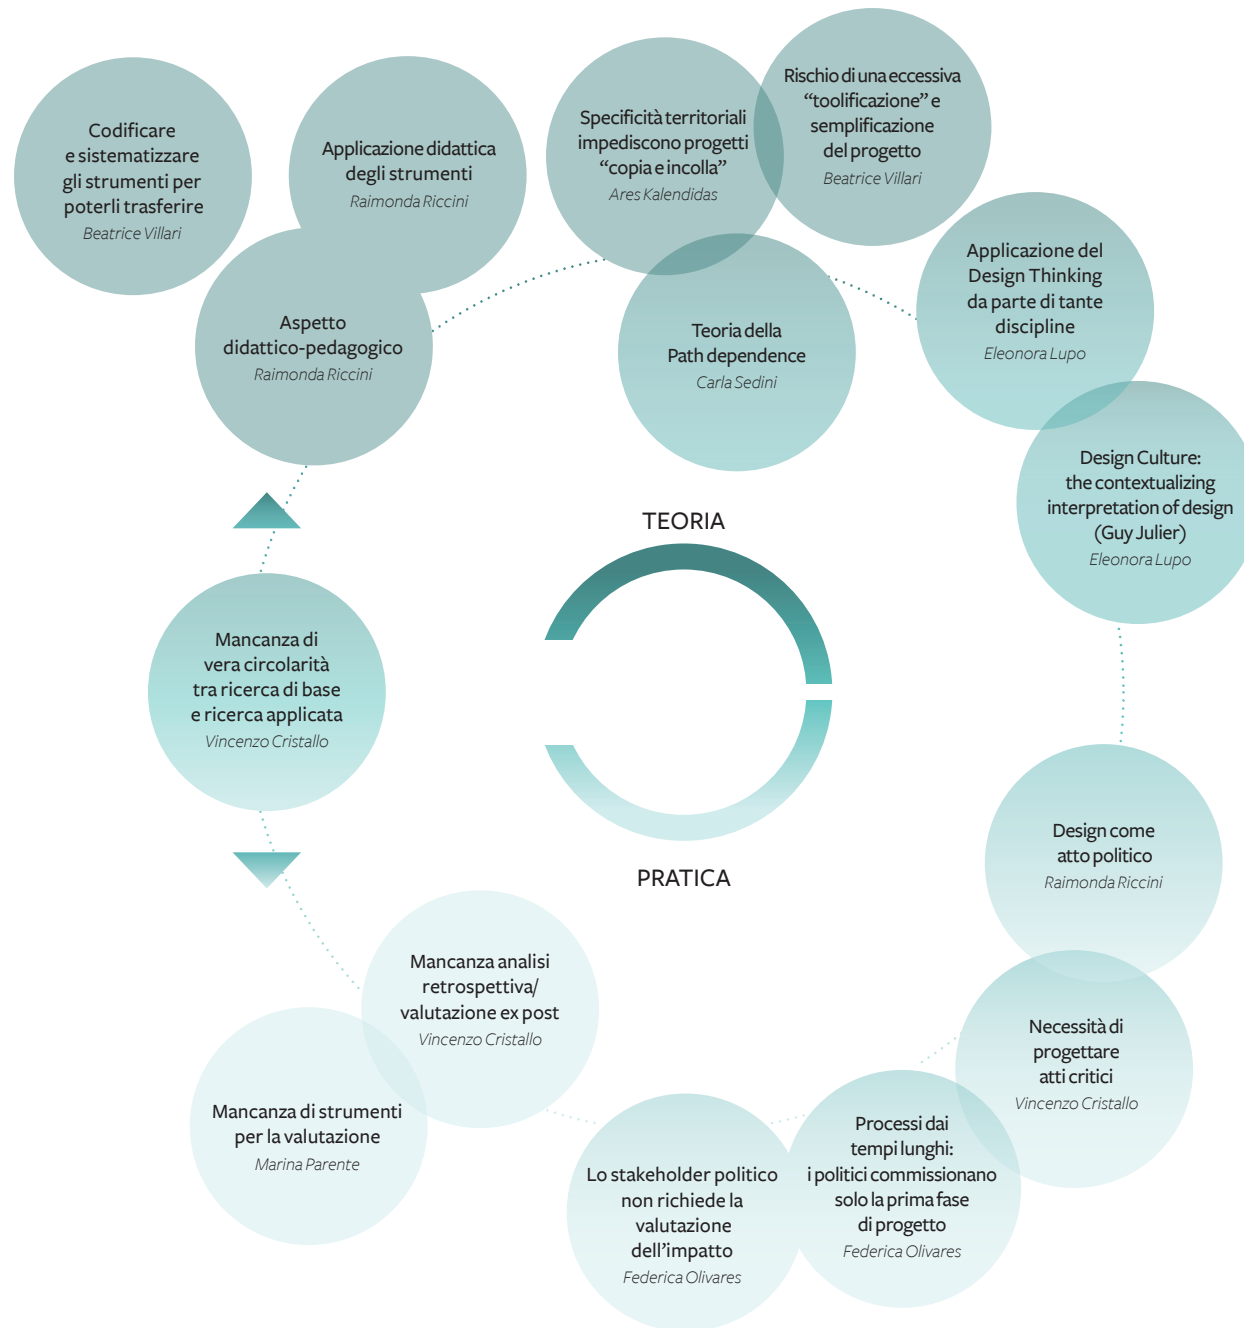 Codificare
e sistematizzare
gli strumenti per
poterli trasferire
Beatrice Villari
Applicazione didattica
degli strumenti
Raimonda Riccini
Aspetto
didattico-pedagogico
Raimonda Riccini
Specificità territoriali
impediscono progetti
“copia e incolla”
Ares Kalendidas
Rischio di una eccessiva
“toolificazione” e
semplificazione
del progetto
Beatrice Villari
Teoria della
Path dependence
Carla Sedini
Applicazione del
Design Thinking
da parte di tante
discipline
Eleonora Lupo
Design Culture:
the contextualizing
interpretation of design
(Guy Julier)
Eleonora Lupo
TEORIA
PRATICA
Mancanza di
vera circolarità
tra ricerca di base
e ricerca applicata
Vincenzo Cristallo
Design come
atto politico
Raimonda Riccini
Necessità di
progettare
atti critici
Vincenzo Cristallo
Processi dai
tempi lunghi:
i politici commissionano
solo la prima fase
di progetto
Federica Olivares
Lo stakeholder politico
non richiede la
valutazione
dell’impatto
Federica Olivares
Mancanza analisi
retrospettiva/
valutazione ex post
Vincenzo Cristallo
Mancanza di strumenti
per la valutazione
Marina Parente